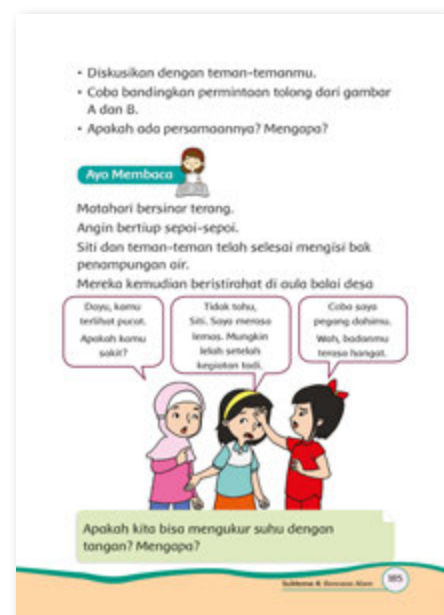 • Diskusikan dengan teman-temanmu.
• Coba bandingkan permintaan tolong dari gambar
A dan B.
• Apakah ada persamaannya? Mengapa?
Ayo Membaca
Matahari bersinar terang.
Angin bertiup sepoi-sepoi.
Siti dan teman-teman telah selesai mengisi bak
penampungan air.
Mereka kemudian beristirahat di aula balai desa
Dayu, kamu
terlihat pucat.
Apakah kamu
sakit?
Tidak tahu,
Siti. Saya merasa
lemas. Mungkin
lelah setelah
kegiatan tadi.
Coba saya
pegang dahimu.
Wah, badanmu
terasa hangat.
Apakah kita bisa mengukur suhu dengan
tangan? Mengapa?
Subtema 4: Bencana Alam
185